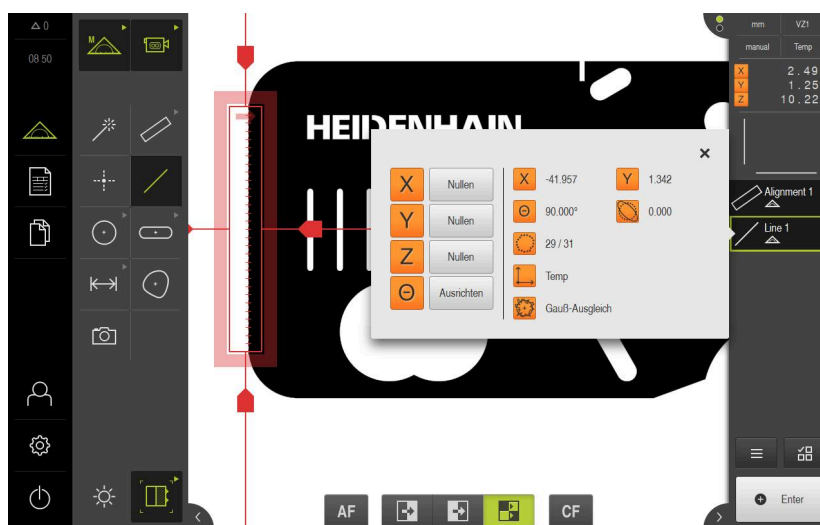 0
08 50
M
HEIDENHAIN
X Nullen
Y Nullen
Z Nullen
Θ Ausrichten
X -41.957 Y 1.342
Θ 90.000° 0.000
29 / 31
Temp
Gauß-Ausgleich
mm VZ1
manual Temp
X 2.49
Y 1.25
Z 10.22
Alignment 1
Line 1
Enter
AF CF